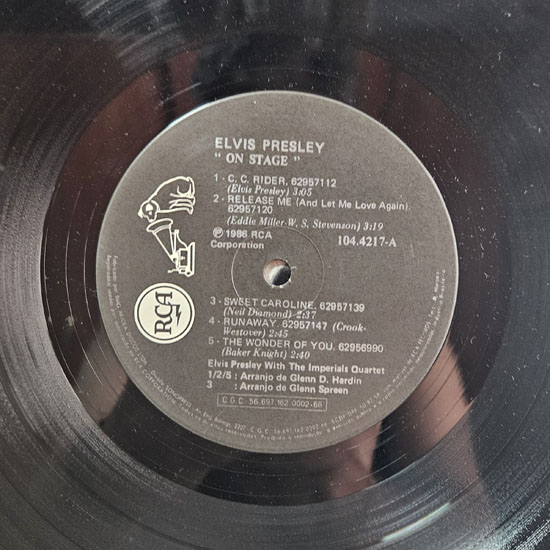 ELVIS PRESLEY
" ON STAGE "
1 - C. C. RIDER. 62957112
(Elvis Presley) 3:05
2 - RELEASE ME (And Let Me Love Again).
62957120
(Eddie Miller-W. S. Stevenson) 3:19
℗ 1986 RCA
Corporation
104.4217-A
RCA
3 - SWEET CAROLINE. 62957139
(Neil Diamond) 2:37
4 - RUNAWAY. 62957147 (Crook-
Westover) 2:45
5 - THE WONDER OF YOU. 62956990
(Baker Knight) 2:40
Elvis Presley With The Imperials Quartet
1/2/5 : Arranjo de Glenn D. Hardin
3 : Arranjo de Glenn Spreen
C G C 56.697.162 0002-66